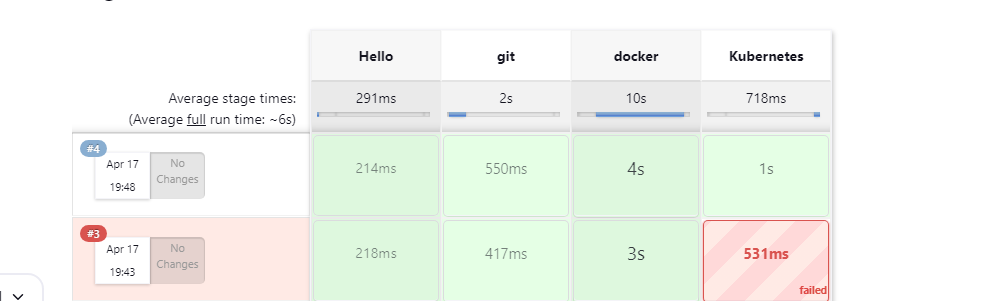 Hello git docker Kubernetes
Average stage times: 291ms 2s 10s 718ms
(Average full run time: ~6s)
#4
Apr 17 No
19:48 Changes
214ms 550ms 4s 1s
#3
Apr 17 No
19:43 Changes
218ms 417ms 3s 531ms
failed